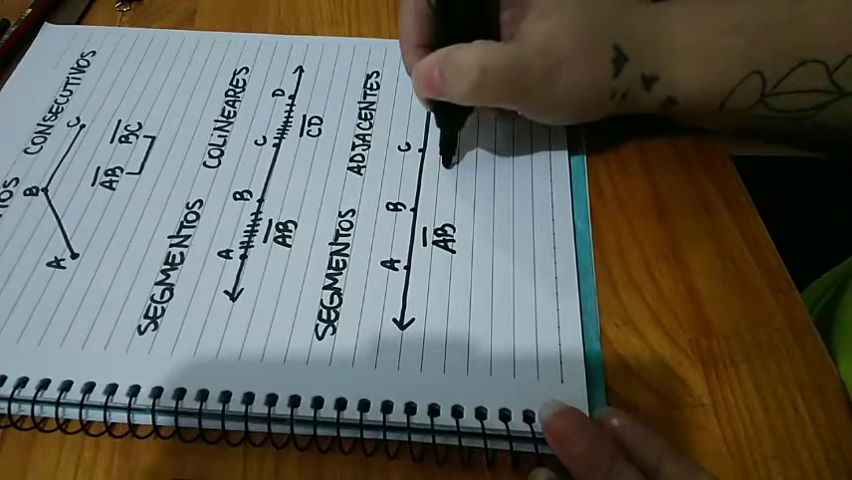 CONSECUTIVOS
A B C
AB BC
SEGMENTOS COLINEARES
A B C D
AB CD
SEGMENTOS ADJACENTES
A B C
AB